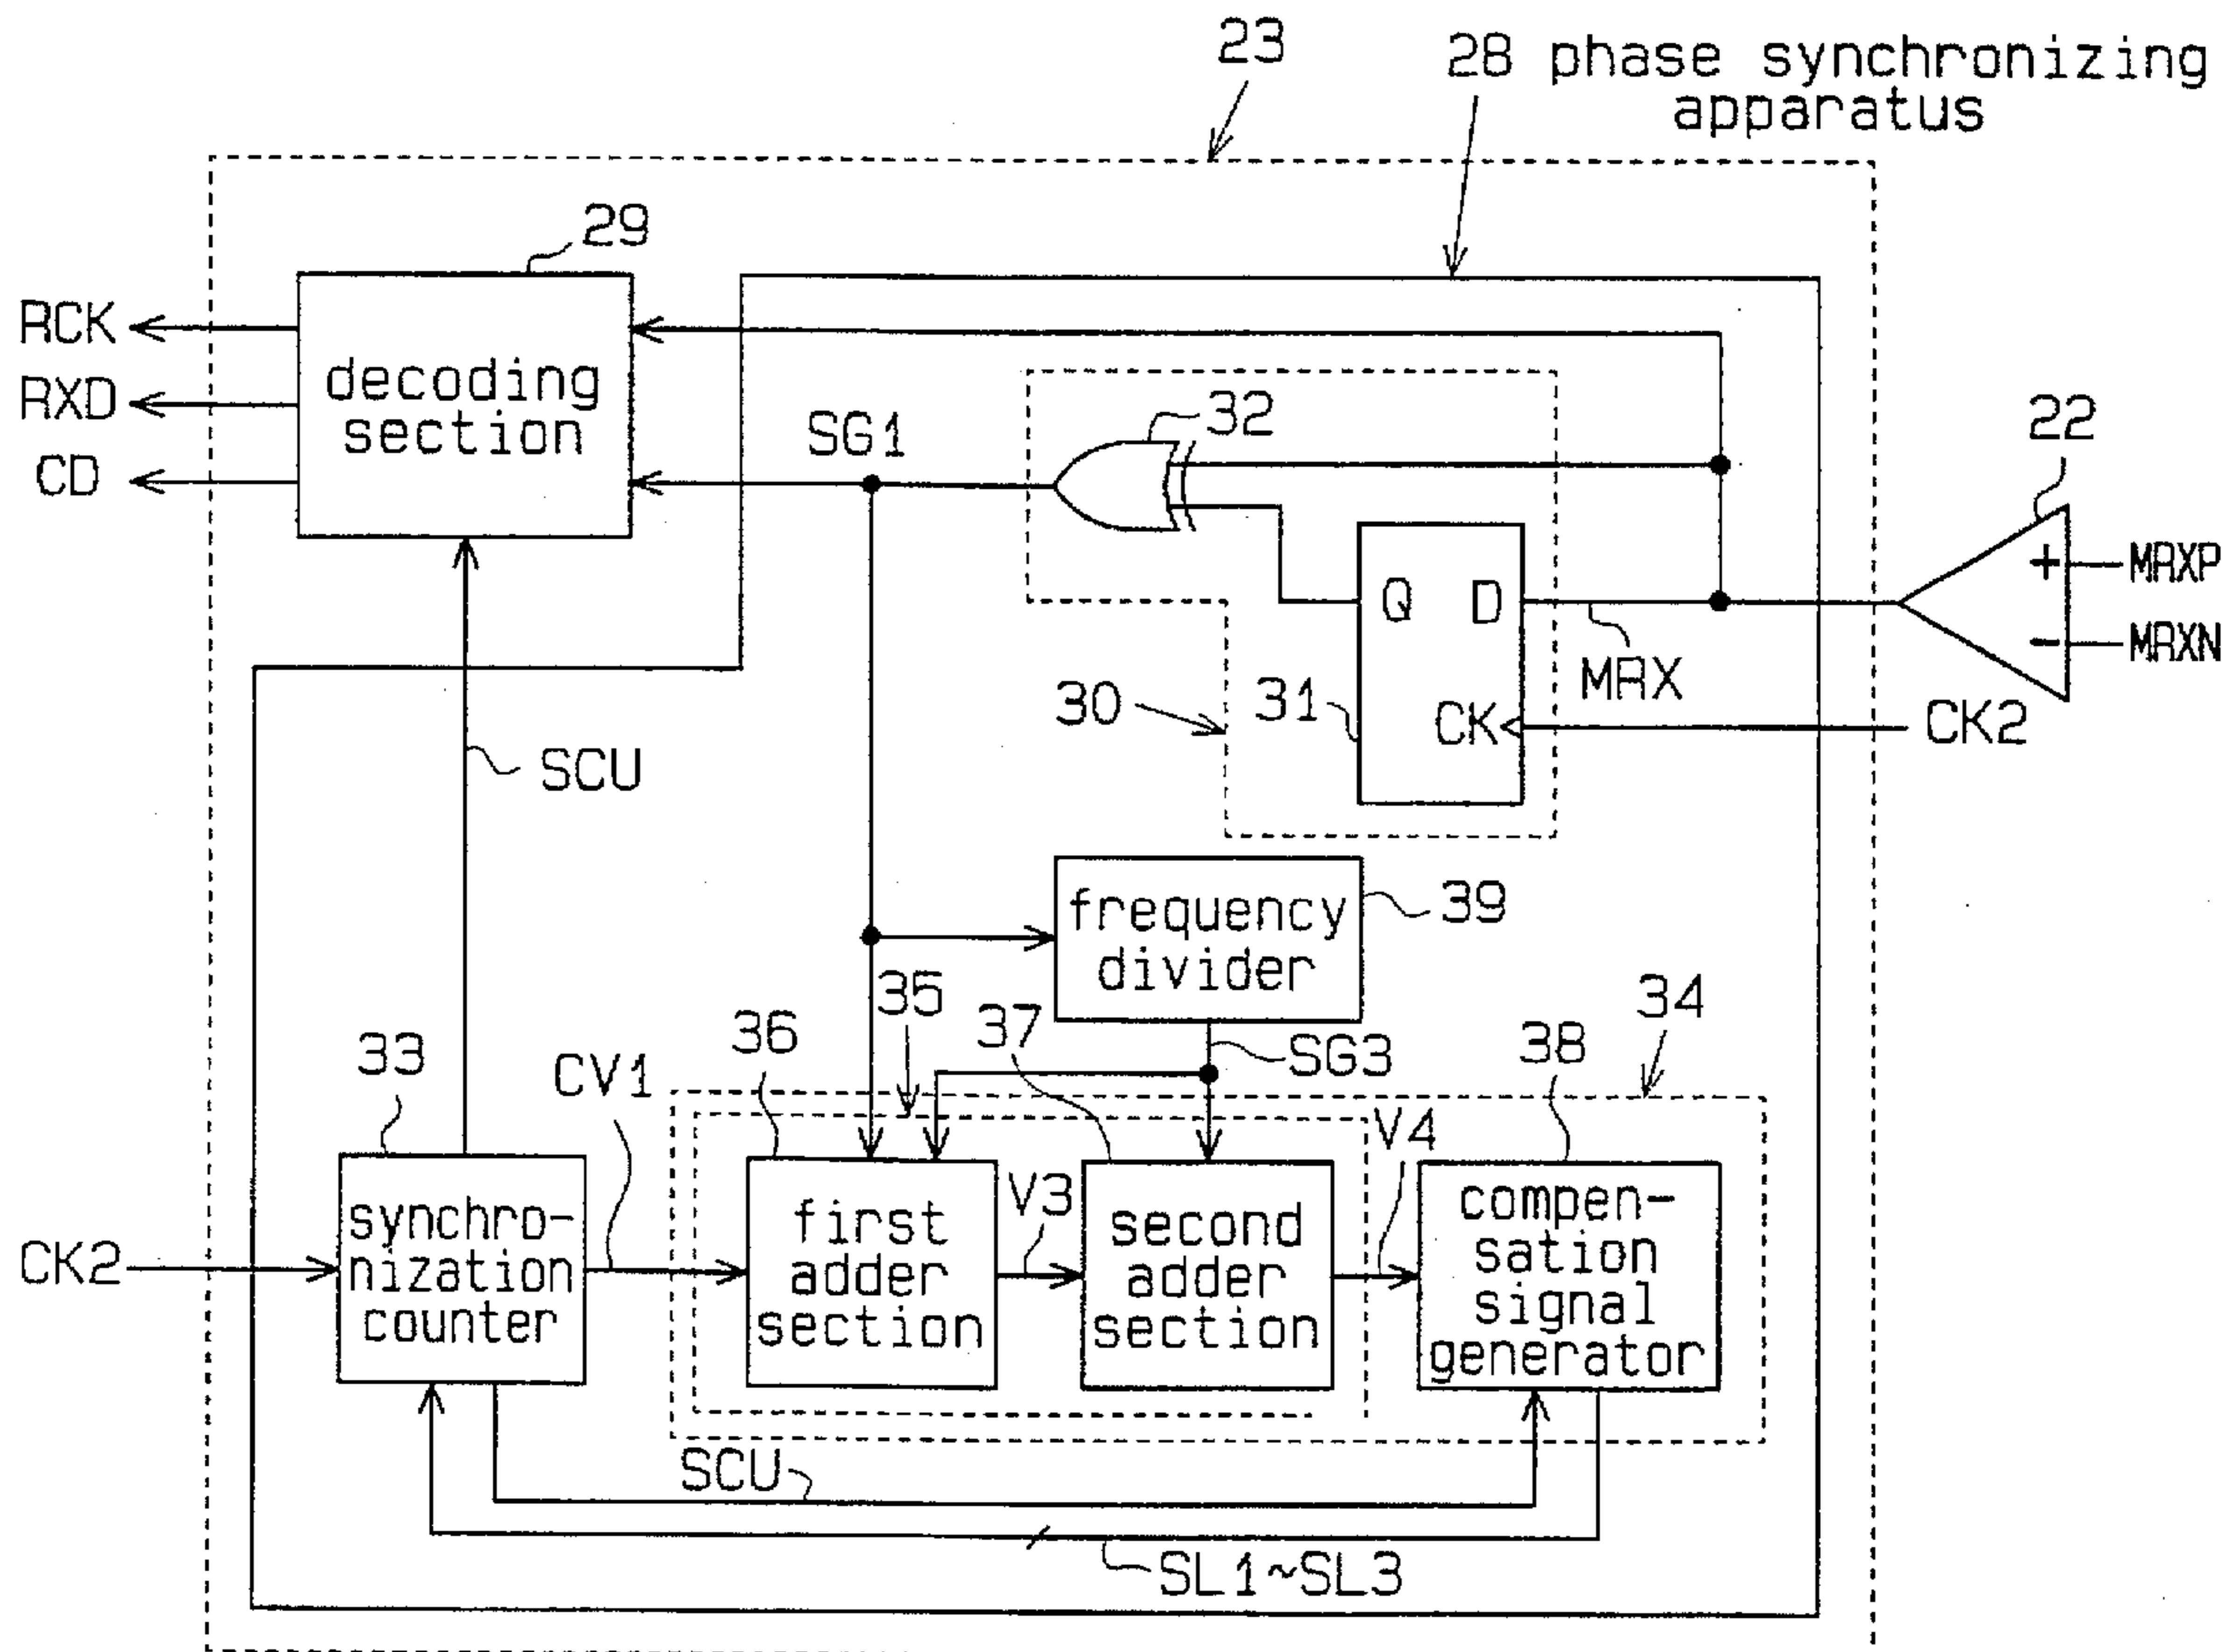 23
28 phase synchronizing
apparatus
29
RCK
RXD
CD
decoding
section
SG1
32
22
+
MRXP
−
MRXN
Q D
MRX
30
31
CK
CK2
SCU
frequency
divider
39
35
36
37
SG3
38
34
33
CV1
V4
V3
CK2
synchro-
nization
counter
first
adder
section
second
adder
section
compen-
sation
signal
generator
SCU
SL1~SL3